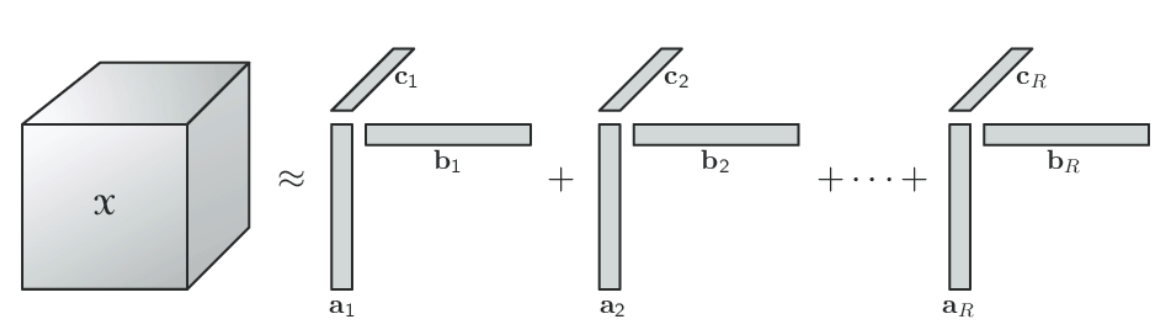 c₁ c₂ c_R
b₁ b₂ b_R
x ≈ + + ··· +
a₁ a₂ a_R